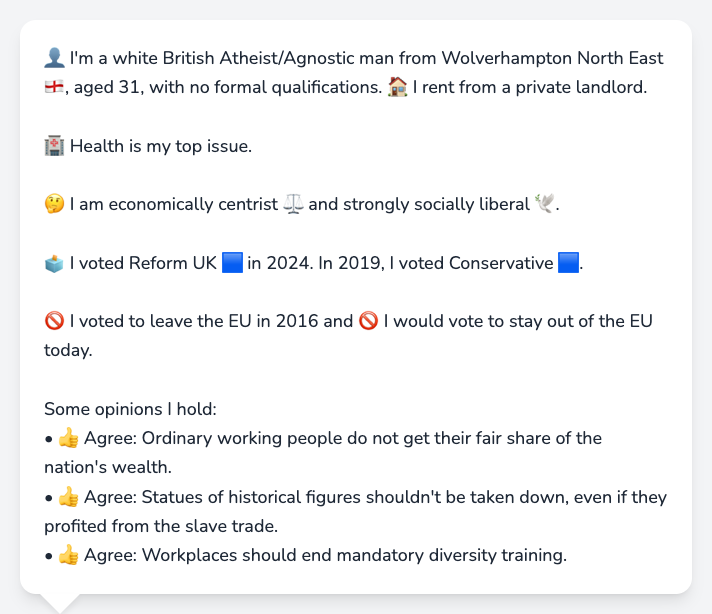 👤 I'm a white British Atheist/Agnostic man from Wolverhampton North East
🏴󠁧󠁢󠁥󠁮󠁧󠁿, aged 31, with no formal qualifications. 🏠 I rent from a private landlord.
🏥 Health is my top issue.
🤔 I am economically centrist ⚖️ and strongly socially liberal 🕊️.
🗳️ I voted Reform UK 🟦 in 2024. In 2019, I voted Conservative 🟦.
🚫 I voted to leave the EU in 2016 and 🚫 I would vote to stay out of the EU
today.
Some opinions I hold:
• 👍 Agree: Ordinary working people do not get their fair share of the
nation's wealth.
• 👍 Agree: Statues of historical figures shouldn't be taken down, even if they
profited from the slave trade.
• 👍 Agree: Workplaces should end mandatory diversity training.